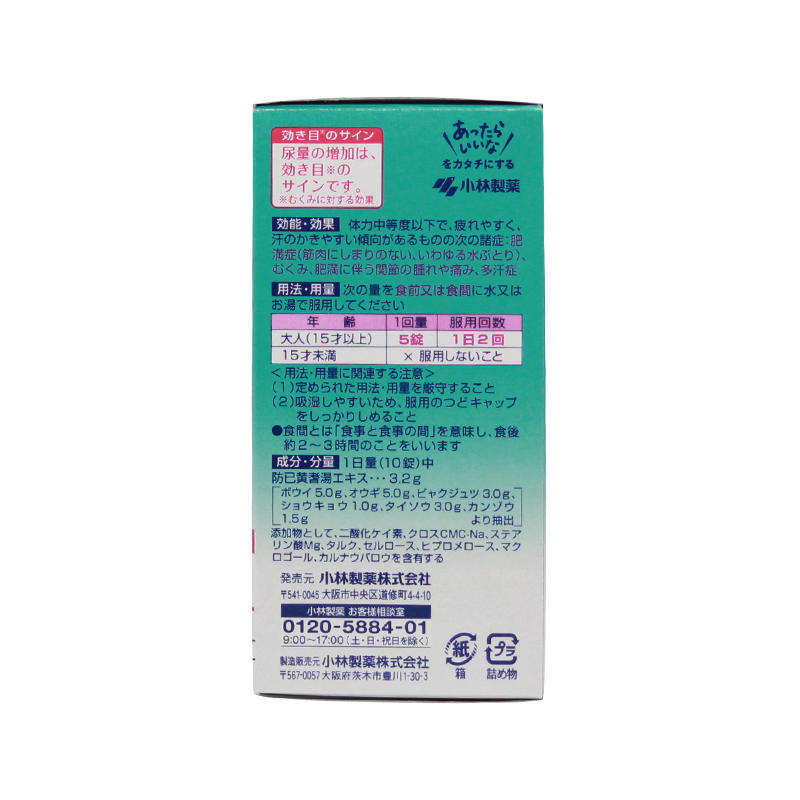 効き目※のサイン
尿量の増加は、
効き目※の
サインです。
※むくみに対する効果
あったら
いいな
をカタチにする
小林製薬
効能・効果 体力中等度以下で、疲れやすく、
汗のかきやすい傾向があるものの次の諸症:肥
満症(筋肉にしまりのない、いわゆる水ぶとり)、
むくみ、肥満に伴う関節の腫れや痛み、多汗症
用法・用量 次の量を食前又は食間に水又は
お湯で服用してください
年 齢 1回量 服用回数
大人(15才以上) 5錠 1日2回
15才未満 × 服用しないこと
<用法・用量に関連する注意>
(1)定められた用法・用量を厳守すること
(2)吸湿しやすいため、服用のつどキャップ
をしっかりしめること
●食間とは「食事と食事の間」を意味し、食後
約2~3時間のことをいいます
成分・分量 1日量(10錠)中
防已黄耆湯エキス・・・3.2g
ボウイ5.0g、オウギ5.0g、ビャクジュツ3.0g、
ショウキョウ1.0g、タイソウ3.0g、カンゾウ
1.5g より抽出
添加物として、二酸化ケイ素、クロスCMC-Na、ステア
リン酸Mg、タルク、セルロース、ヒプロメロース、マク
ロゴール、カルナウバロウを含有する
発売元 小林製薬株式会社
〒541-0045 大阪市中央区道修町4-4-10
小林製薬 お客様相談室
0120-5884-01
9:00~17:00(土・日・祝日を除く)
製造販売元 小林製薬株式会社
〒567-0057 大阪府茨木市豊川1-30-3
紙
箱
プラ
詰め物